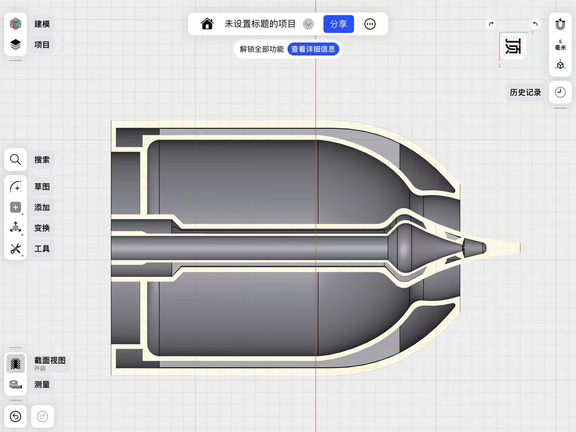 建模
项目
未设置标题的项目
分享
解锁全部功能
查看详细信息
顶
X
5
毫米
历史记录
搜索
草图
添加
变换
工具
截面视图
开启
测量